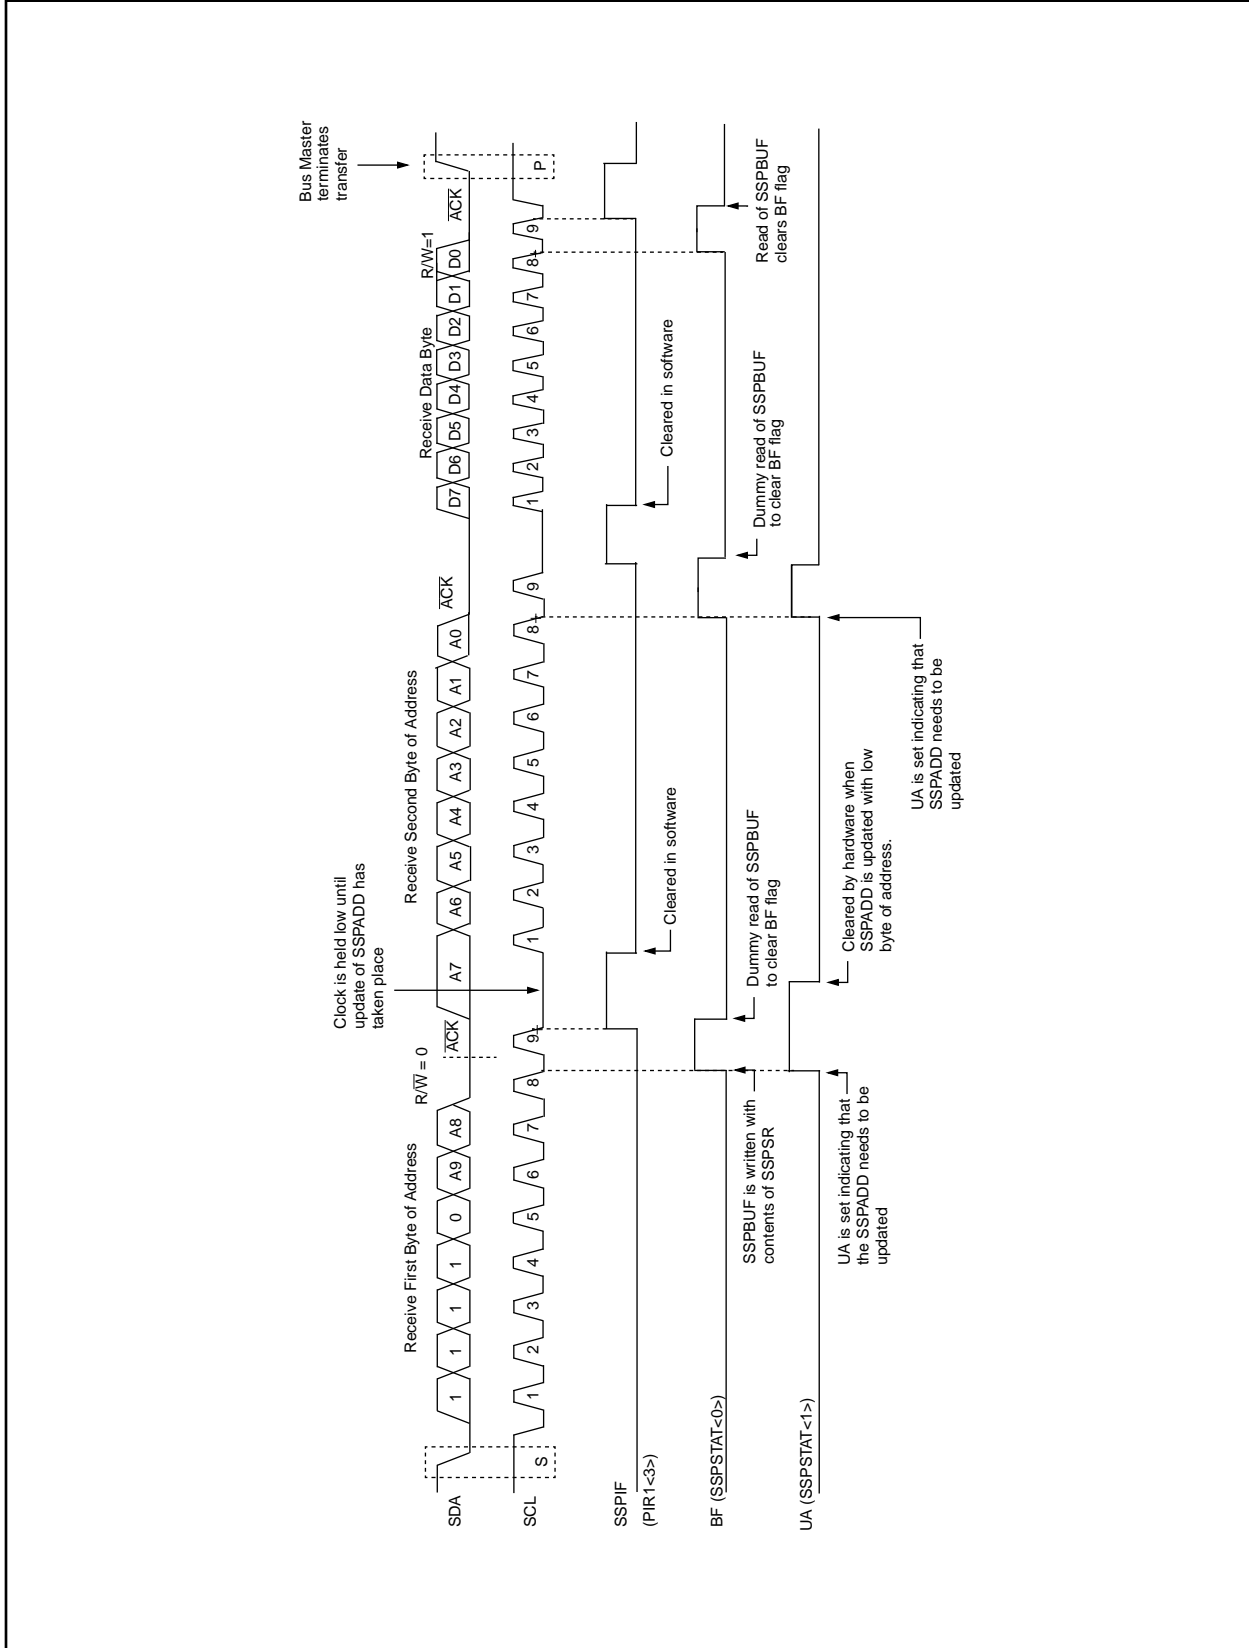 Bus Master
terminates
transfer
Clock is held low until
update of SSPADD has
taken place
Receive First Byte of Address
R/W̅ = 0
Receive Second Byte of Address
Receive Data Byte
R/W=1
SDA
1 1 1 1 0 A9 A8 A̅C̅K̅ A7 A6 A5 A4 A3 A2 A1 A0 A̅C̅K̅ D7 D6 D5 D4 D3 D2 D1 D0 A̅C̅K̅
SCL
S 1 2 3 4 5 6 7 8 9 1 2 3 4 5 6 7 8 9 1 2 3 4 5 6 7 8 9 P
SSPIF
(PIR1<3>)
Cleared in software
Cleared in software
BF (SSPSTAT<0>)
SSPBUF is written with
contents of SSPSR
Dummy read of SSPBUF
to clear BF flag
Dummy read of SSPBUF
to clear BF flag
Read of SSPBUF
clears BF flag
UA (SSPSTAT<1>)
UA is set indicating that
the SSPADD needs to be
updated
Cleared by hardware when
SSPADD is updated with low
byte of address.
UA is set indicating that
SSPADD needs to be
updated